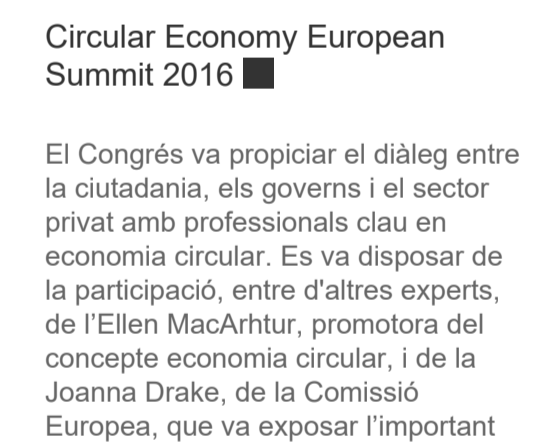 Circular Economy European
Summit 2016
El Congrés va propiciar el diàleg entre
la ciutadania, els governs i el sector
privat amb professionals clau en
economia circular. Es va disposar de
la participació, entre d'altres experts,
de l’Ellen MacArhtur, promotora del
concepte economia circular, i de la
Joanna Drake, de la Comissió
Europea, que va exposar l’important